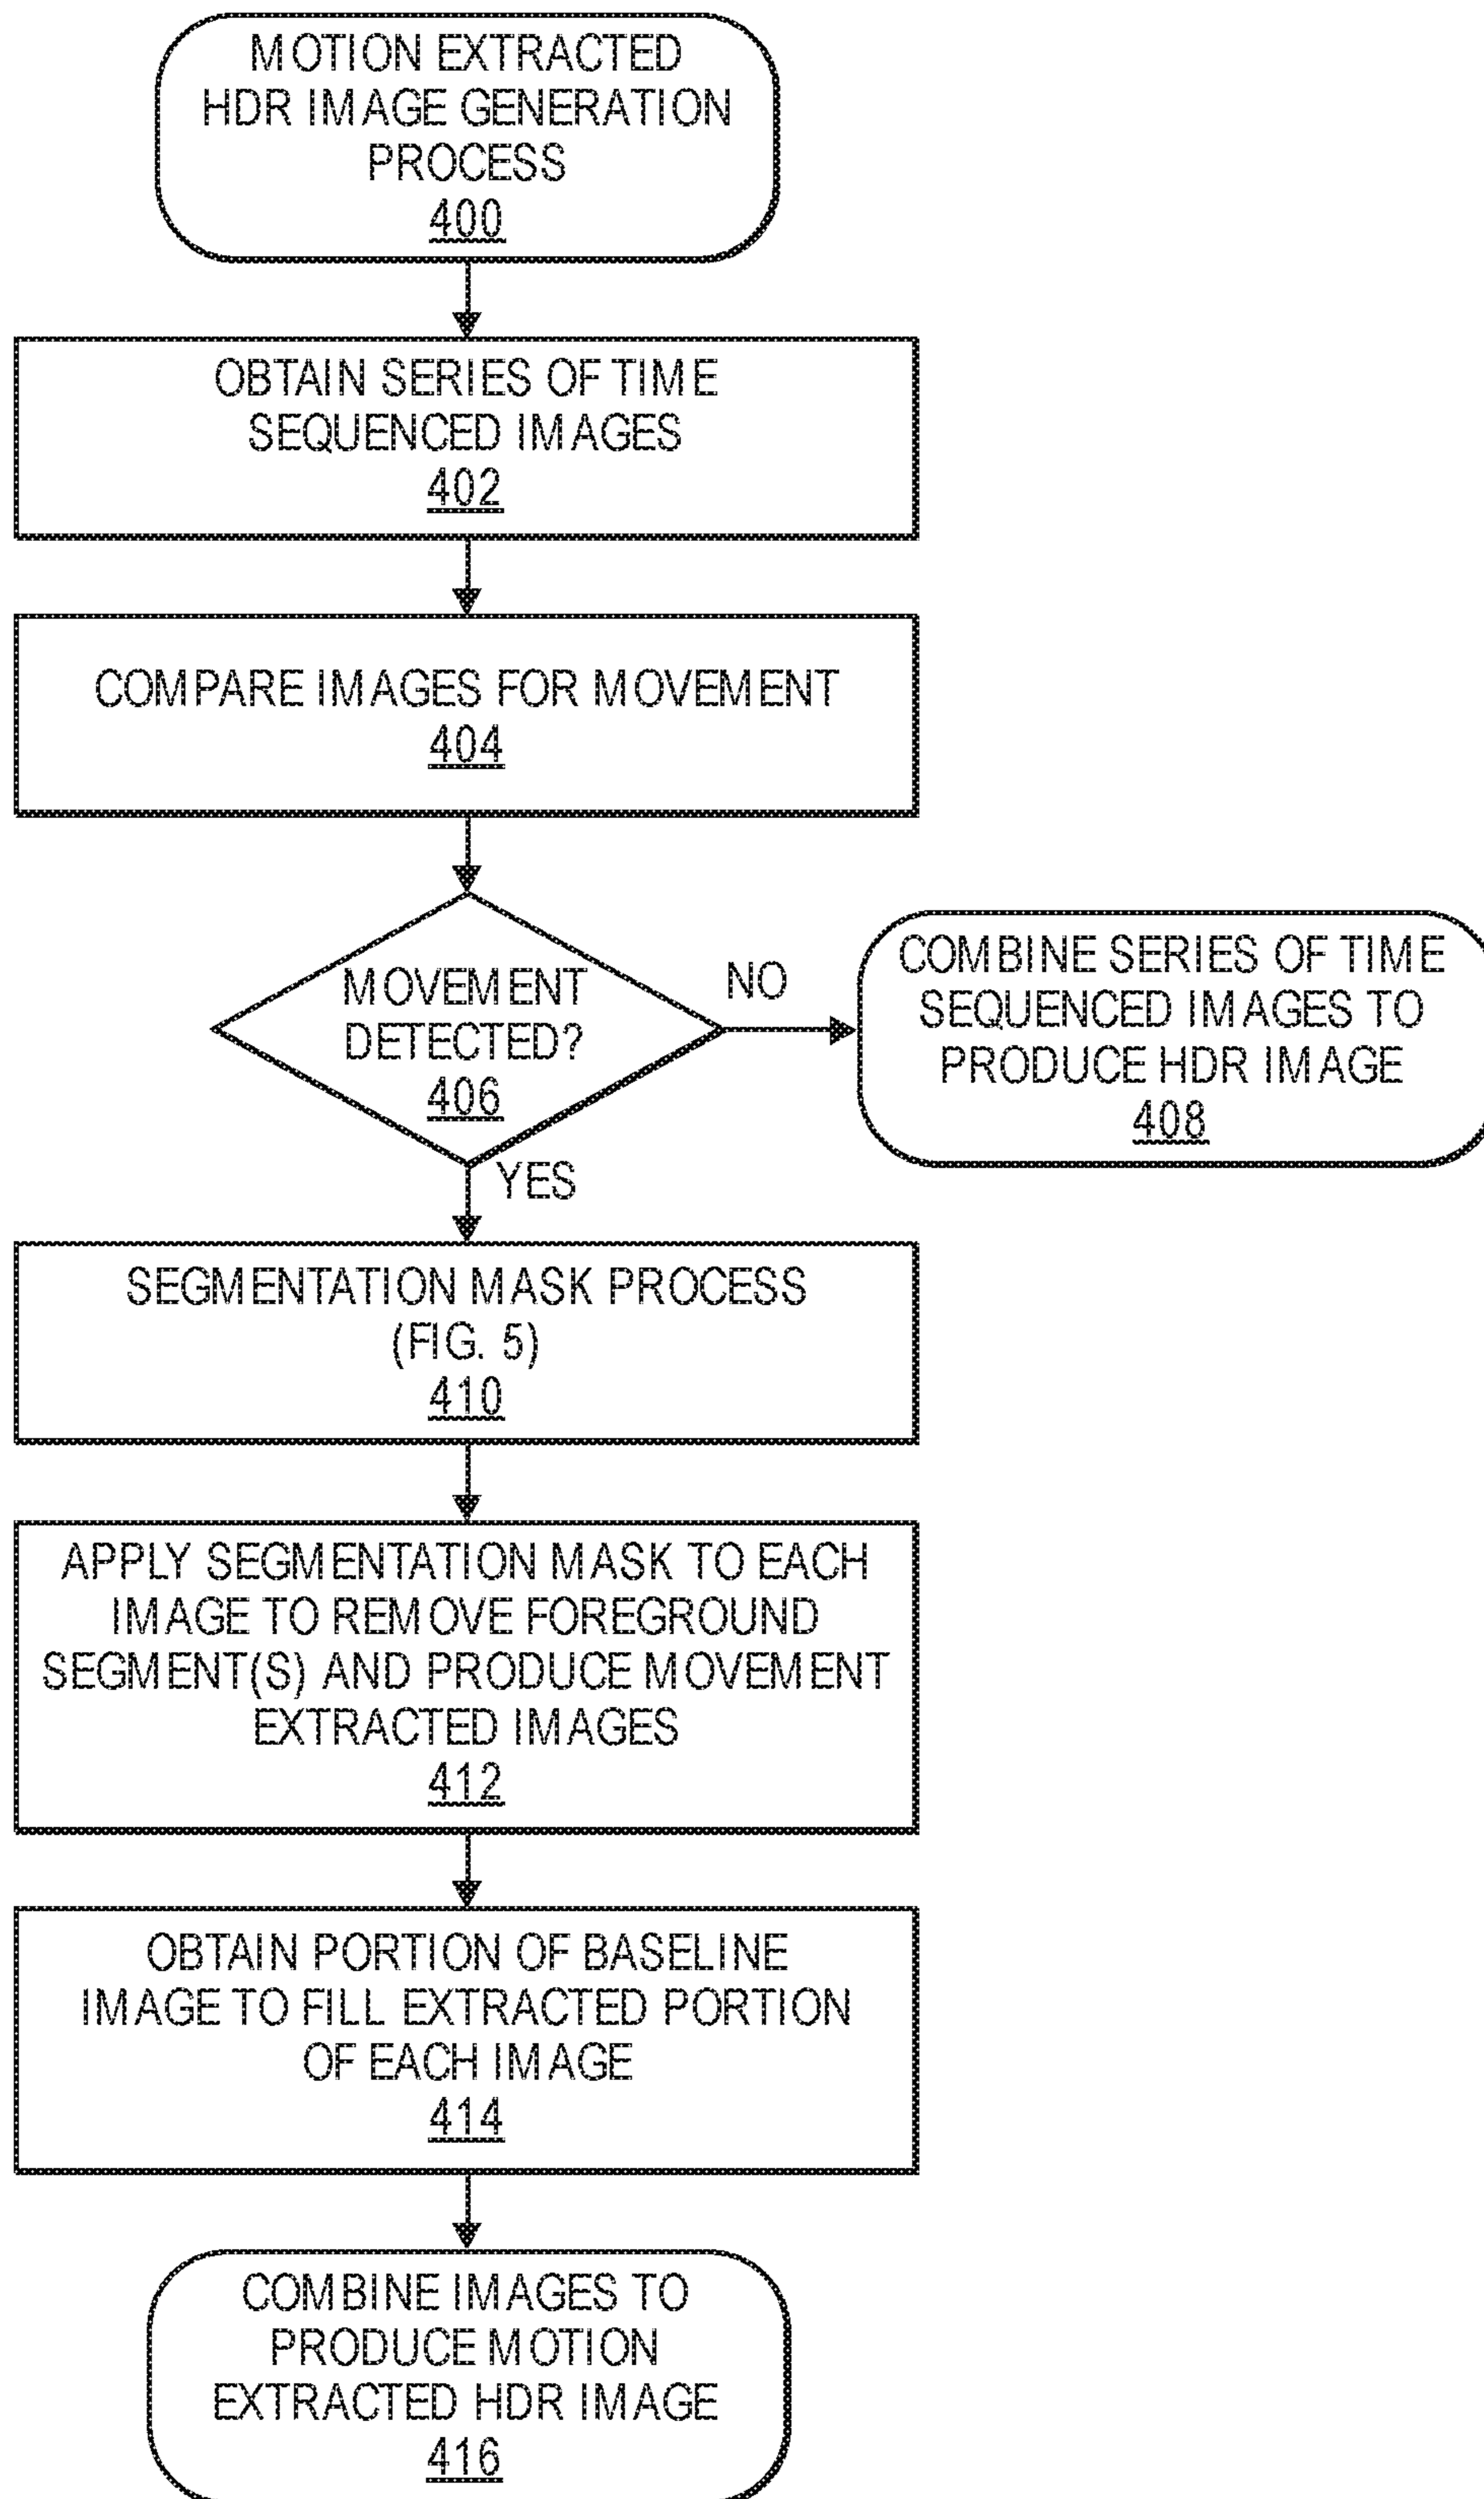 MOTION EXTRACTED
HDR IMAGE GENERATION
PROCESS
400
OBTAIN SERIES OF TIME
SEQUENCED IMAGES
402
COMPARE IMAGES FOR MOVEMENT
404
MOVEMENT
DETECTED?
406
NO
COMBINE SERIES OF TIME
SEQUENCED IMAGES TO
PRODUCE HDR IMAGE
408
YES
SEGMENTATION MASK PROCESS
(FIG. 5)
410
APPLY SEGMENTATION MASK TO EACH
IMAGE TO REMOVE FOREGROUND
SEGMENT(S) AND PRODUCE MOVEMENT
EXTRACTED IMAGES
412
OBTAIN PORTION OF BASELINE
IMAGE TO FILL EXTRACTED PORTION
OF EACH IMAGE
414
COMBINE IMAGES TO
PRODUCE MOTION
EXTRACTED HDR IMAGE
416